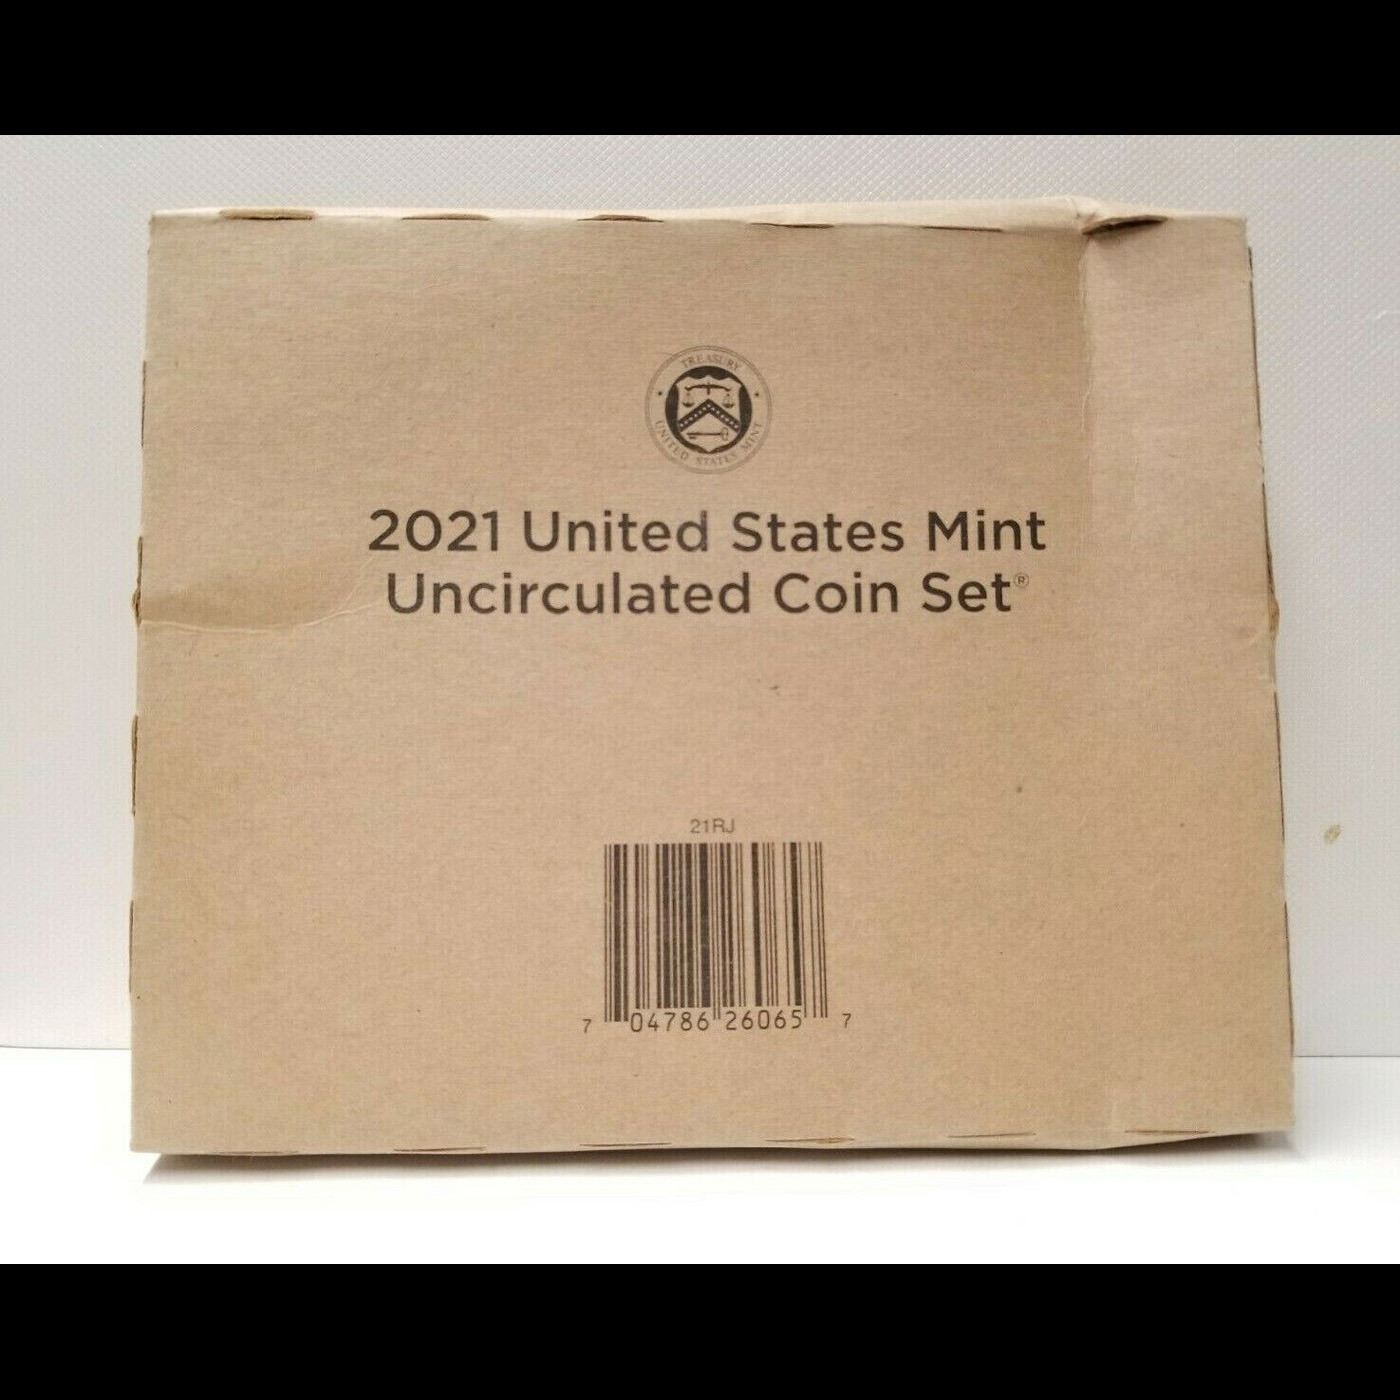 TREASURY
UNITED STATES MINT
2021 United States Mint
Uncirculated Coin Set®
21RJ
7 04786 26065 7